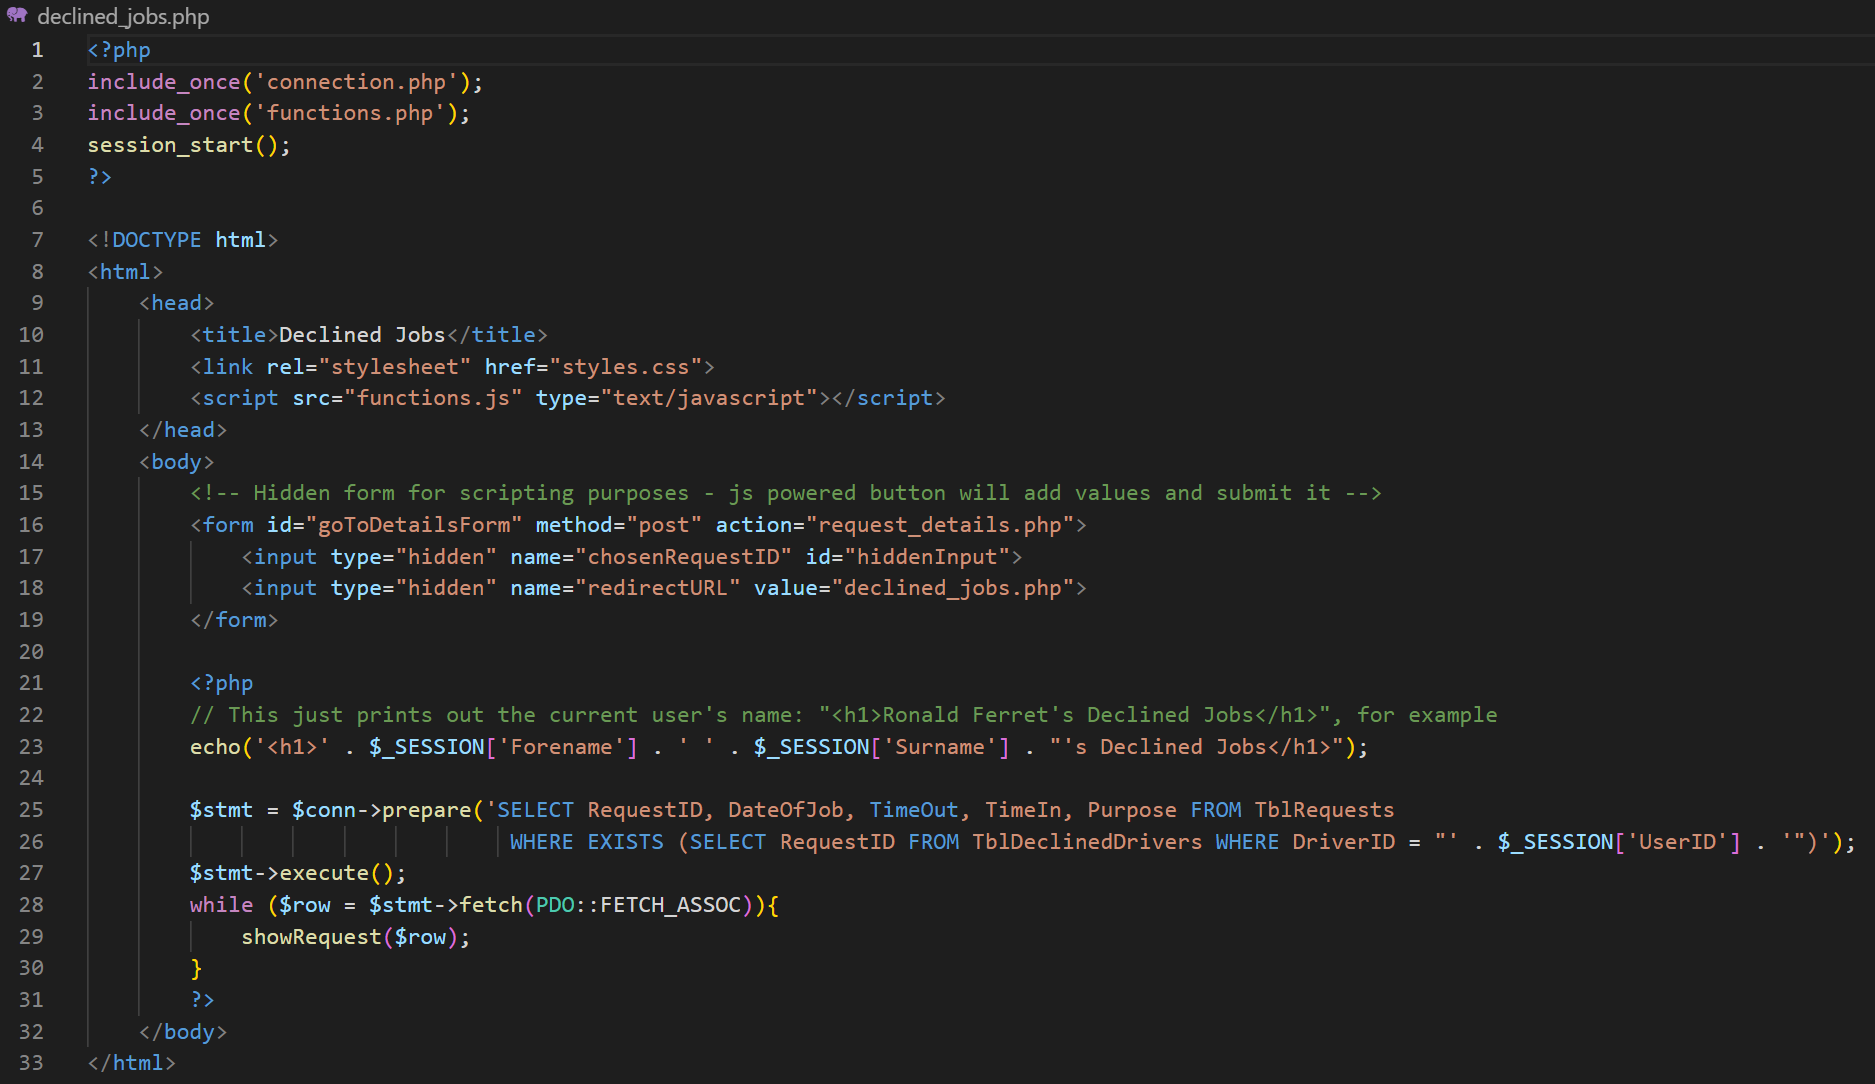 declined_jobs.php
1 <?php
2 include_once('connection.php');
3 include_once('functions.php');
4 session_start();
5 ?>
6
7 <!DOCTYPE html>
8 <html>
9     <head>
10         <title>Declined Jobs</title>
11         <link rel="stylesheet" href="styles.css">
12         <script src="functions.js" type="text/javascript"></script>
13     </head>
14     <body>
15         <!-- Hidden form for scripting purposes - js powered button will add values and submit it -->
16         <form id="goToDetailsForm" method="post" action="request_details.php">
17             <input type="hidden" name="chosenRequestID" id="hiddenInput">
18             <input type="hidden" name="redirectURL" value="declined_jobs.php">
19         </form>
20
21         <?php
22         // This just prints out the current user's name: "<h1>Ronald Ferret's Declined Jobs</h1>", for example
23         echo('<h1>' . $_SESSION['Forename'] . ' ' . $_SESSION['Surname'] . "'s Declined Jobs</h1>");
24
25         $stmt = $conn->prepare('SELECT RequestID, DateOfJob, TimeOut, TimeIn, Purpose FROM TblRequests
26                                  WHERE EXISTS (SELECT RequestID FROM TblDeclinedDrivers WHERE DriverID = "' . $_SESSION['UserID'] . '")');
27         $stmt->execute();
28         while ($row = $stmt->fetch(PDO::FETCH_ASSOC)){
29             showRequest($row);
30         }
31         ?>
32     </body>
33 </html>